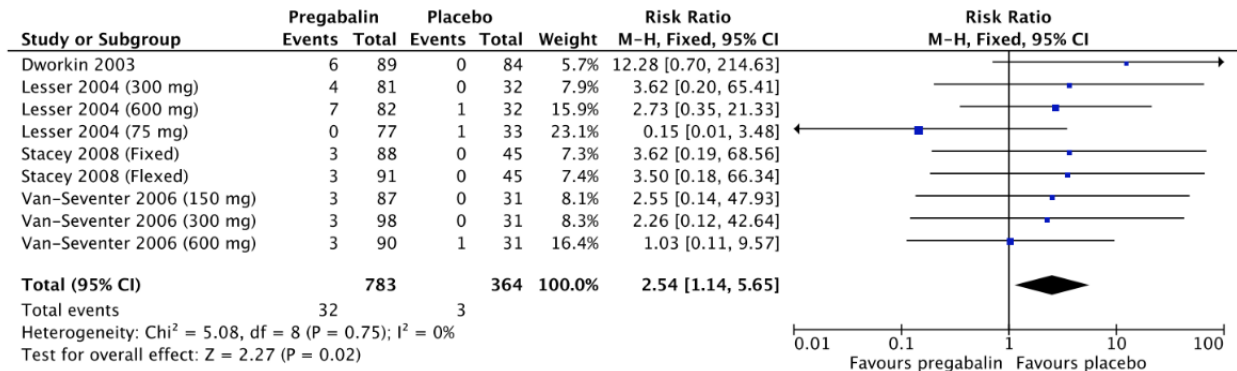 Pregabalin Placebo Risk Ratio Risk Ratio
Study or Subgroup Events Total Events Total Weight M-H, Fixed, 95% CI M-H, Fixed, 95% CI
Dworkin 2003 6 89 0 84 5.7% 12.28 [0.70, 214.63]
Lesser 2004 (300 mg) 4 81 0 32 7.9% 3.62 [0.20, 65.41]
Lesser 2004 (600 mg) 7 82 1 32 15.9% 2.73 [0.35, 21.33]
Lesser 2004 (75 mg) 0 77 1 33 23.1% 0.15 [0.01, 3.48]
Stacey 2008 (Fixed) 3 88 0 45 7.3% 3.62 [0.19, 68.56]
Stacey 2008 (Flexed) 3 91 0 45 7.4% 3.50 [0.18, 66.34]
Van-Seventer 2006 (150 mg) 3 87 0 31 8.1% 2.55 [0.14, 47.93]
Van-Seventer 2006 (300 mg) 3 98 0 31 8.3% 2.26 [0.12, 42.64]
Van-Seventer 2006 (600 mg) 3 90 1 31 16.4% 1.03 [0.11, 9.57]
Total (95% CI) 783 364 100.0% 2.54 [1.14, 5.65]
Total events 32 3
Heterogeneity: Chi² = 5.08, df = 8 (P = 0.75); I² = 0%
Test for overall effect: Z = 2.27 (P = 0.02)
0.01 0.1 1 10 100
Favours pregabalin Favours placebo